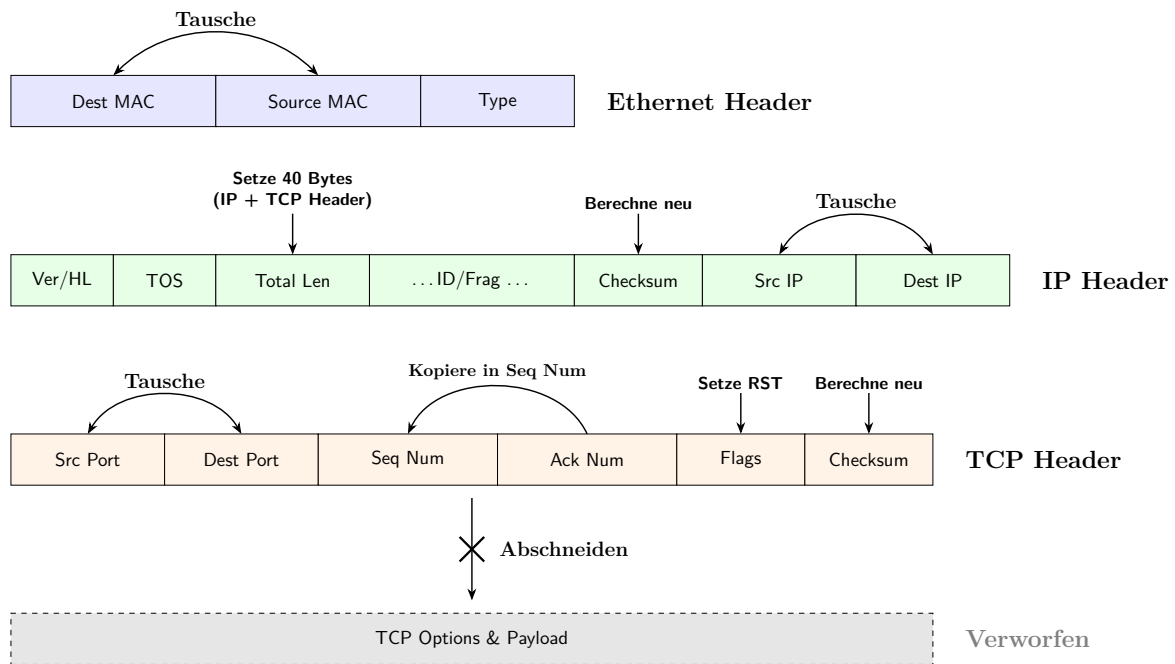 Tausche
Dest MAC Source MAC Type Ethernet Header
Setze 40 Bytes
(IP + TCP Header)
Berechne neu
Tausche
Ver/HL TOS Total Len ...ID/Frag ... Checksum Src IP Dest IP IP Header
Tausche
Kopiere in Seq Num
Setze RST
Berechne neu
Src Port Dest Port Seq Num Ack Num Flags Checksum TCP Header
Abschneiden
TCP Options & Payload Verworfen